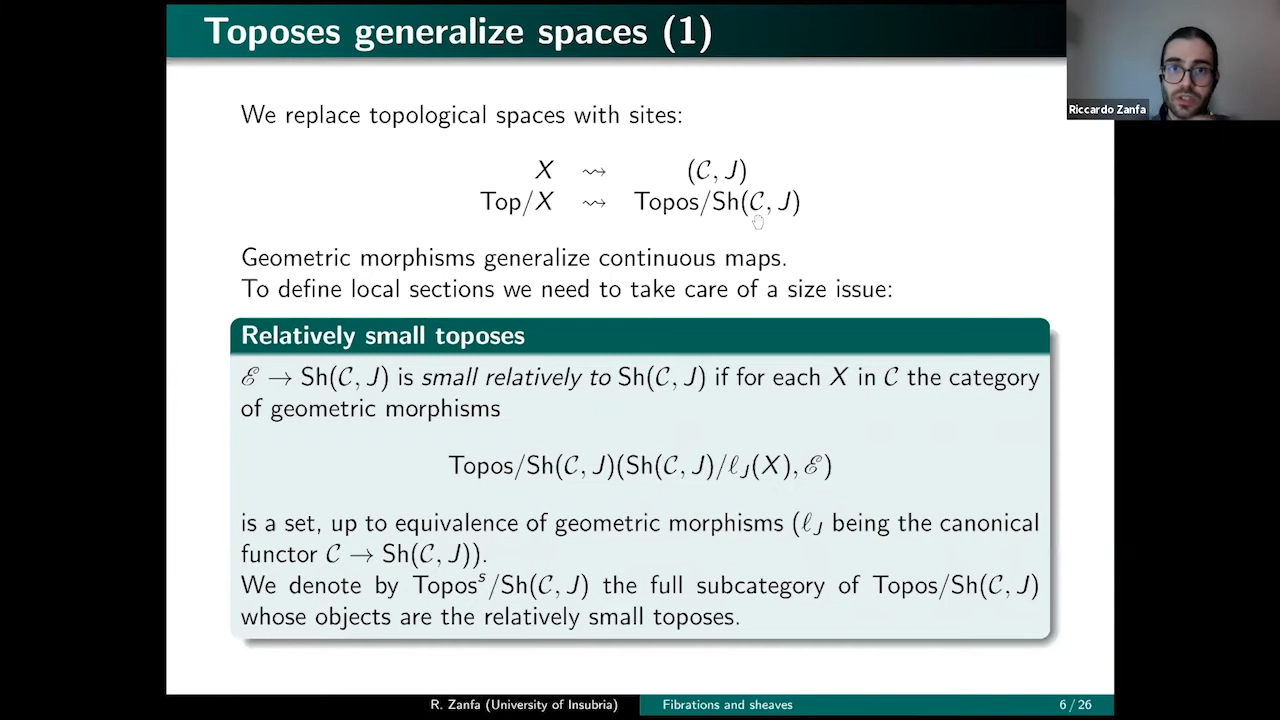 Toposes generalize spaces (1)
Riccardo Zanfa
We replace topological spaces with sites:
X ⇝ (𝒞, J)
Top/X ⇝ Topos/Sh(𝒞, J)
Geometric morphisms generalize continuous maps.
To define local sections we need to take care of a size issue:
Relatively small toposes
ℰ → Sh(𝒞, J) is small relatively to Sh(𝒞, J) if for each X in 𝒞 the category
of geometric morphisms
Topos/Sh(𝒞, J)(Sh(𝒞, J)/ℓ_J(X), ℰ)
is a set, up to equivalence of geometric morphisms (ℓ_J being the canonical
functor 𝒞 → Sh(𝒞, J)).
We denote by Topos^s/Sh(𝒞, J) the full subcategory of Topos/Sh(𝒞, J)
whose objects are the relatively small toposes.
R. Zanfa (University of Insubria) Fibrations and sheaves 6 / 26